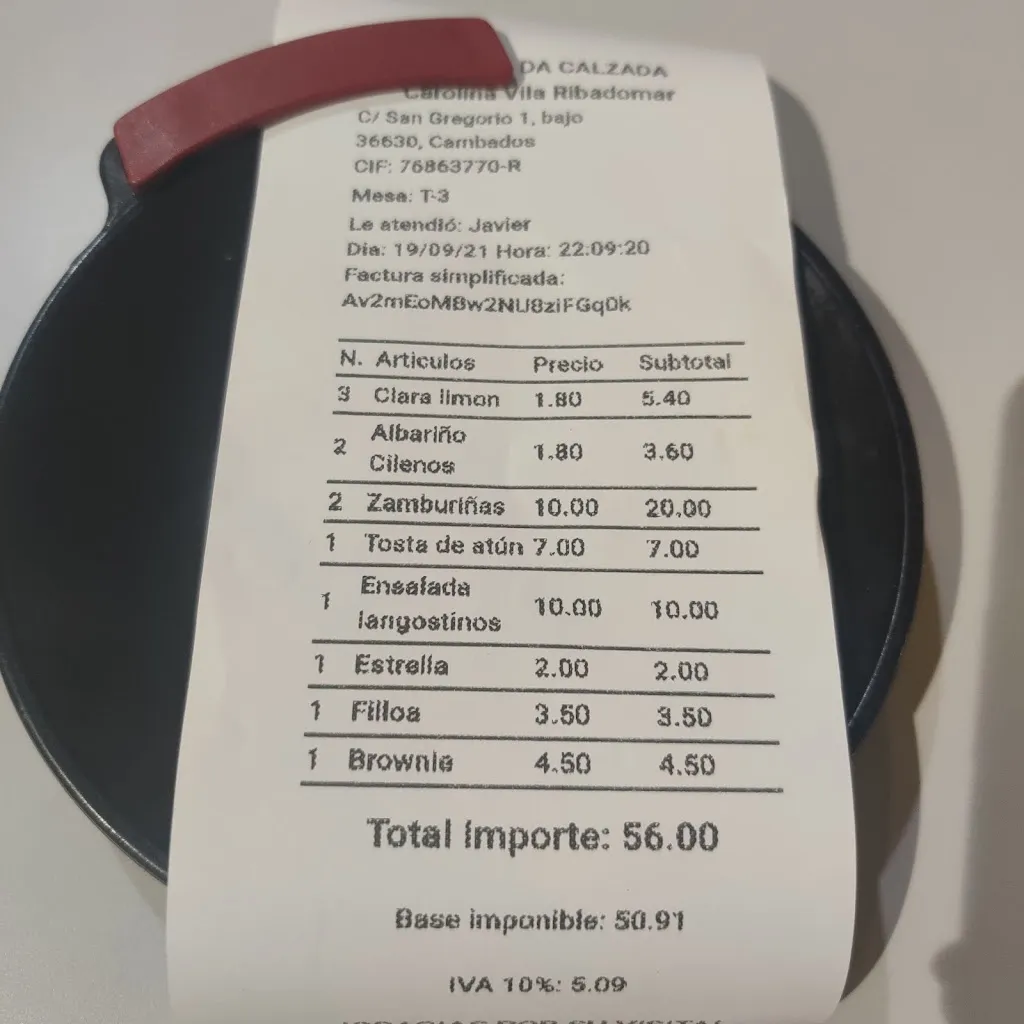 DA CALZADA
Carolina Vila Ribadomar
C/ San Gregorio 1, bajo
36630, Cambados
CIF: 76863770-R
Mesa: T-3
Le atendió: Javier
Dia: 19/09/21 Hora: 22:09:20
Factura simplificada:
Av2mEoMBw2NU8ziFGq0k
N. Articulos Precio Subtotal
3 Clara limon 1.80 5.40
2 Albariño Cilenos 1.80 3.60
2 Zamburiñas 10.00 20.00
1 Tosta de atún 7.00 7.00
1 Ensalada langostinos 10.00 10.00
1 Estrella 2.00 2.00
1 Filloa 3.50 3.50
1 Brownie 4.50 4.50
Total Importe: 56.00
Base imponible: 50.91
IVA 10%: 5.09